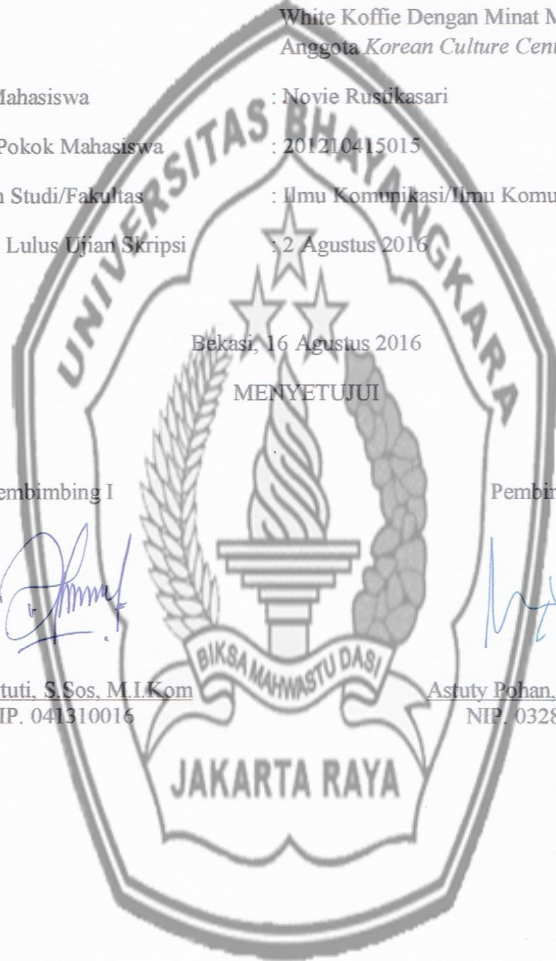 White Koffie Dengan Minat M
Anggota Korean Culture Cent
Mahasiswa : Novie Rustikasari
Pokok Mahasiswa : 201210415015
Studi/Fakultas : Ilmu Komunikasi/Ilmu Komu
Lulus Ujian Skripsi : 2 Agustus 2016
UNIVERSITAS BHAYANGKARA
Bekasi, 16 Agustus 2016
MENYETUJUI
embimbing I Pembin
tuti, S.Sos, M.I.Kom Astuty Pohan,
IP. 041310016 NIP. 0328
BIKSA MAHWASTU DASI
JAKARTA RAYA